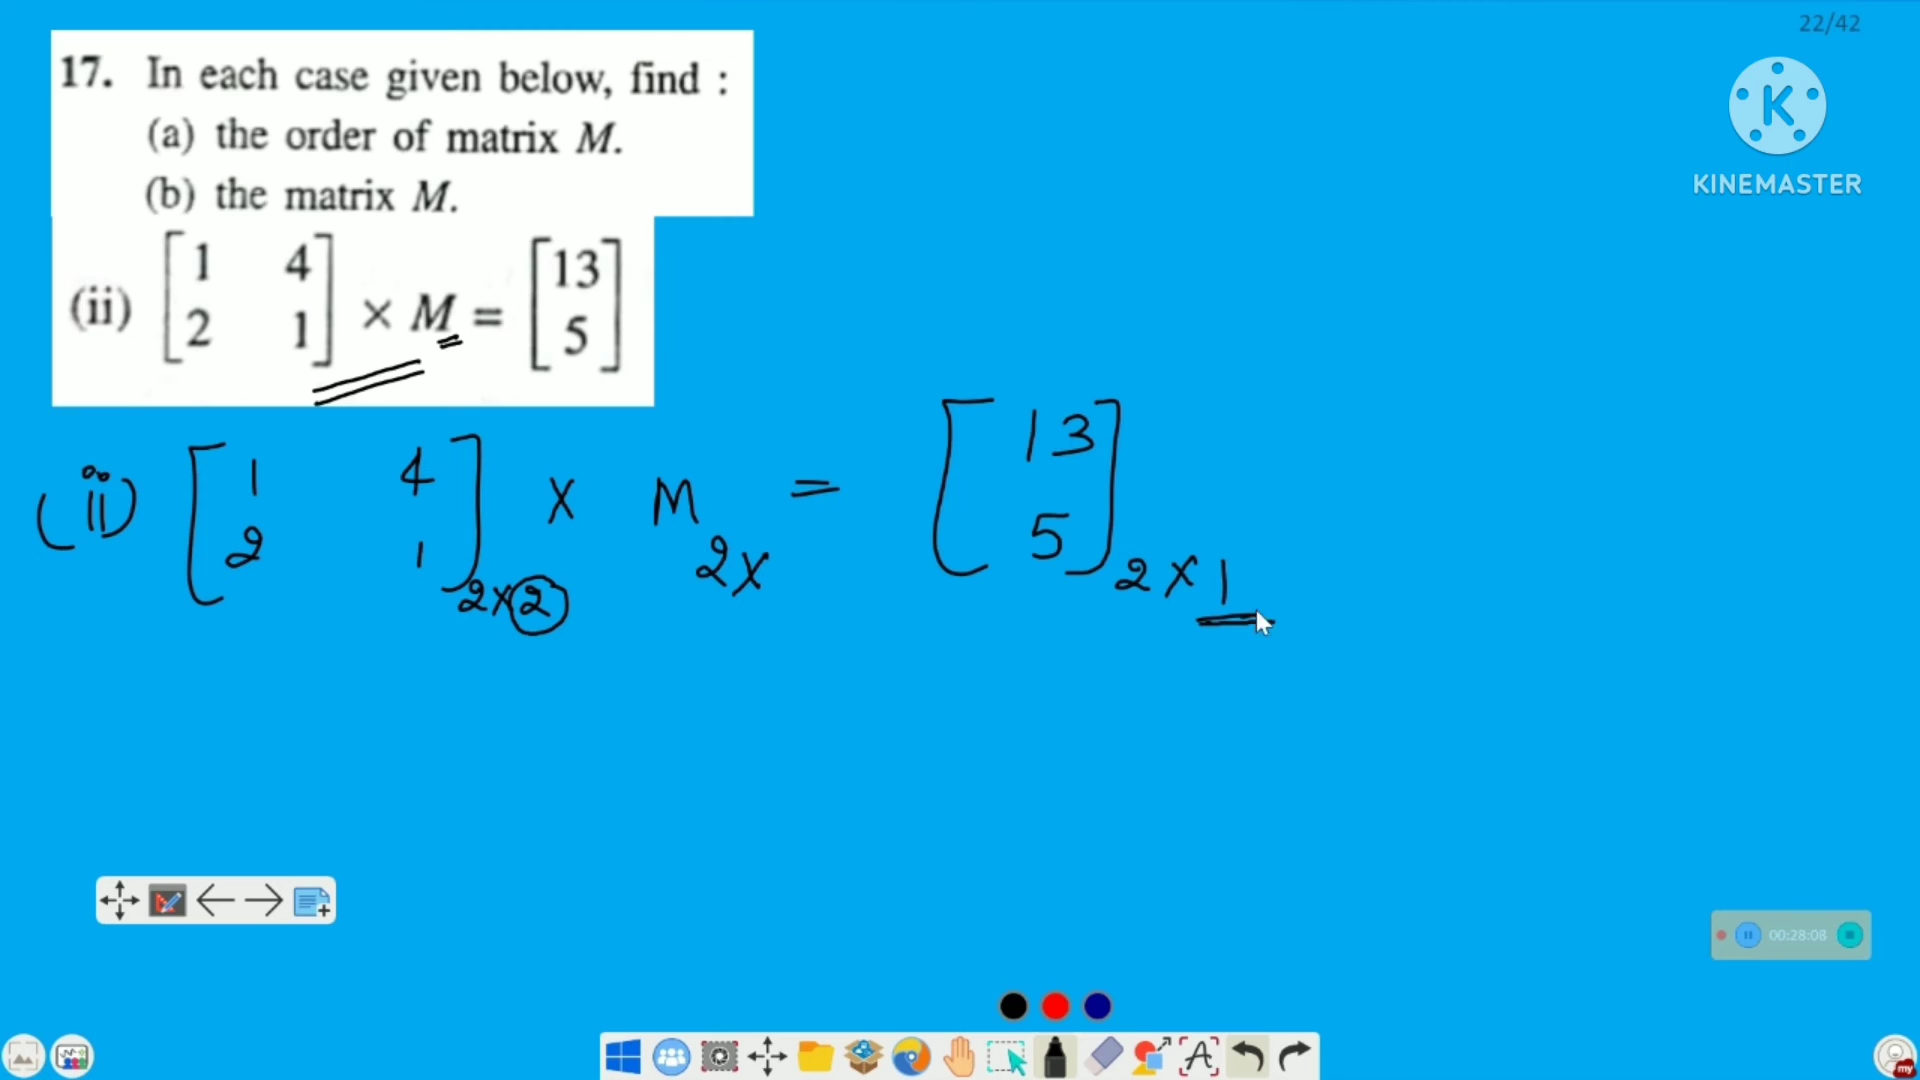 22/42
17. In each case given below, find :
(a) the order of matrix M.
(b) the matrix M.
KINEMASTER
K
(ii) [1 4
2 1] × M = [13
5]
(ii) [1 4
2 1]2×2 × M2× = [13
5]2×1
00:28:08
A
my